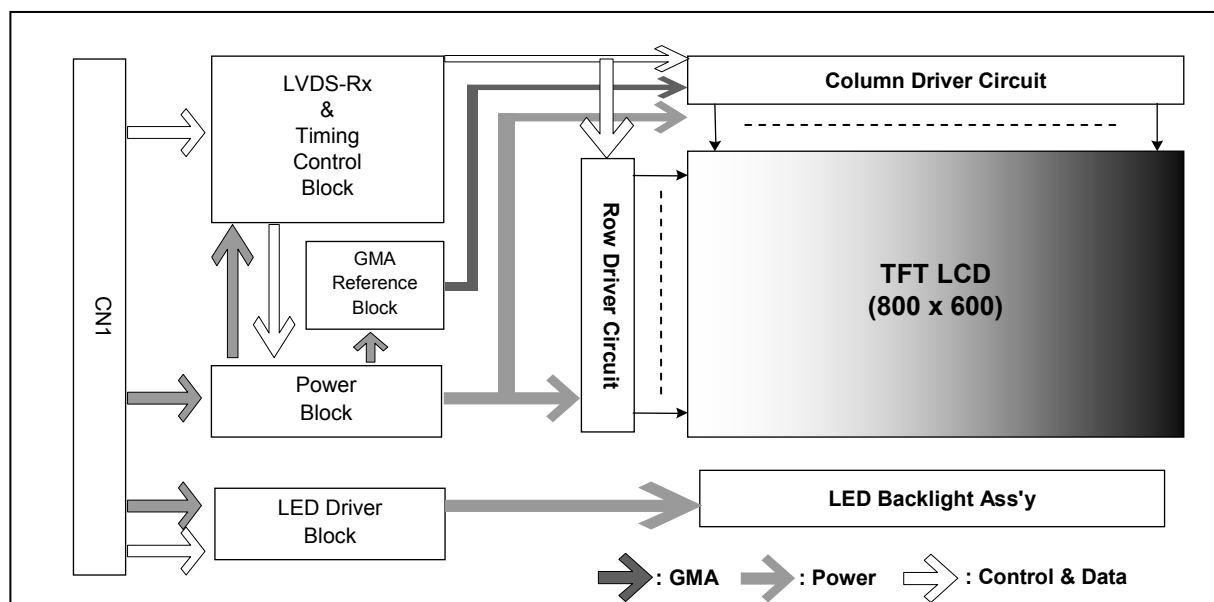 CN1
LVDS-Rx
&
Timing
Control
Block
GMA
Reference
Block
Power
Block
LED Driver
Block
Column Driver Circuit
Row Driver Circuit
TFT LCD
(800 x 600)
LED Backlight Ass'y
: GMA
: Power
: Control & Data